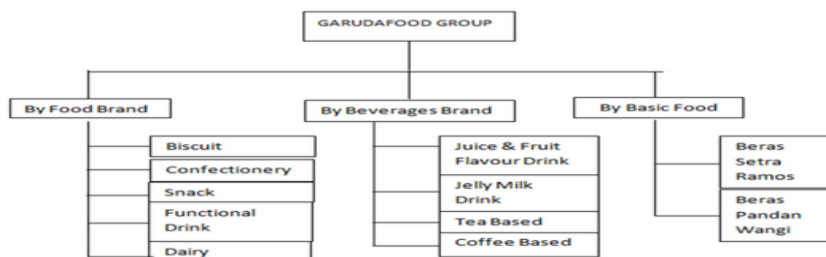 GARUDAFOOD GROUP
By Food Brand
By Beverages Brand
By Basic Food
Biscuit
Confectionery
Snack
Functional
Drink
Dairy
Juice & Fruit
Flavour Drink
Jelly Milk
Drink
Tea Based
Coffee Based
Beras
Setra
Ramos
Beras
Pandan
Wangi